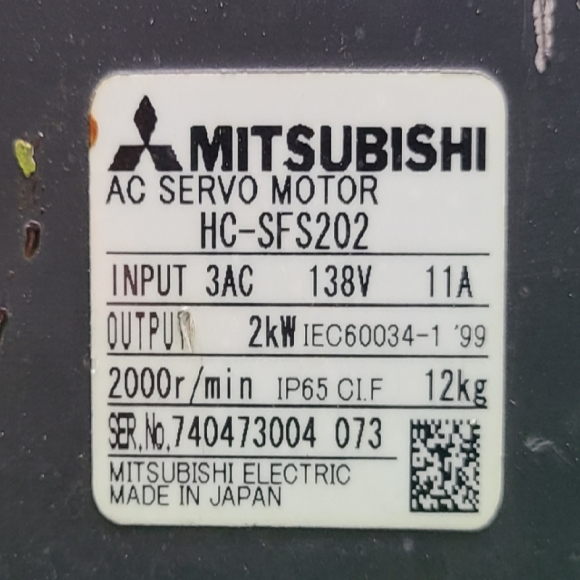 MITSUBISHI
AC SERVO MOTOR
HC-SFS202
INPUT 3AC 138V 11A
OUTPUT 2kW IEC60034-1 '99
2000r/min IP65 CI.F 12kg
SER.No.740473004 073
MITSUBISHI ELECTRIC
MADE IN JAPAN